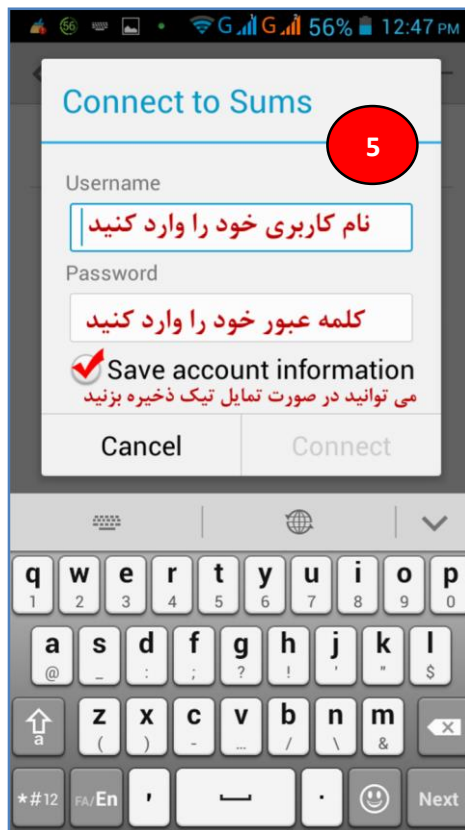 56 G G 56% 12:47 PM
Connect to Sums
5
Username
نام کاربری خود را وارد کنید
Password
کلمه عبور خود را وارد کنید
Save account information
می توانید در صورت تمایل تیک ذخیره بزنید
Cancel Connect
q w e r t y u i o p
1 2 3 4 5 6 7 8 9 0
a s d f g h j k l
@ _ : ; ? ! ' " $
a z x c v b n m
( ) - ... / \ &
*#12 FA/En ' . Next